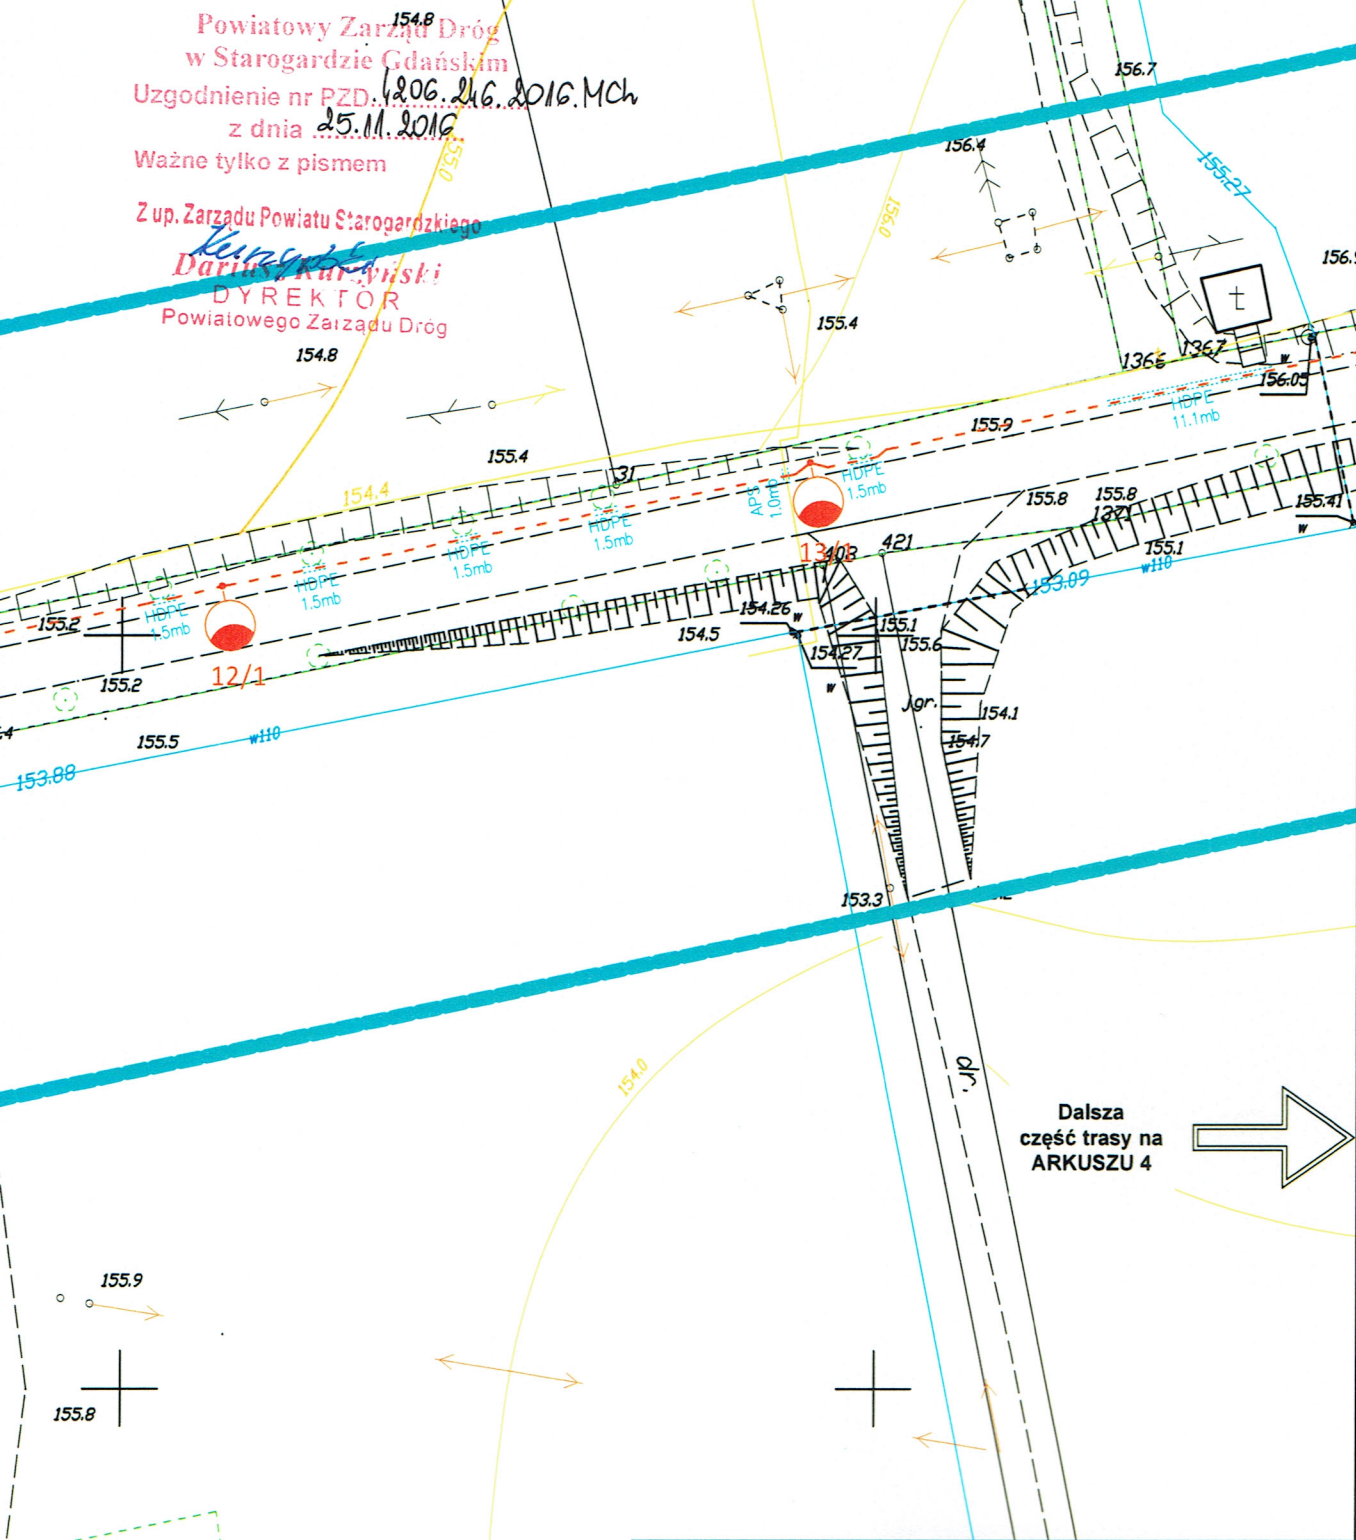 154.8
Powiatowy Zarząd Dróg
w Starogardzie Gdańskim
Uzgodnienie nr PZD.4206.246.2016.MCh
z dnia 25.11.2016
Ważne tylko z pismem
Z up. Zarządu Powiatu Starogardzkiego
DYREKTOR
Powiatowego Zarządu Dróg
155.0
156.7
156.4
155.27
156.0
155.4
154.8
t
1366
1367
w
156.05
HDPE
11.1mb
155.9
155.4
154.4
31
HDPE
1.5mb
APS
1.0mb
HDPE
1.5mb
HDPE
1.5mb
HDPE
1.5mb
HDPE
1.5mb
155.8
155.8
1371
155.41
w
155.1
w110
153.09
13/1
403
421
155.2
12/1
155.2
154.26
w
154.5
154.27
w
155.1
155.6
jgr.
154.1
154.7
155.5
w110
153.88
153.3
154.0
dr.
Dalsza
część trasy na
ARKUSZU 4
155.9
155.8